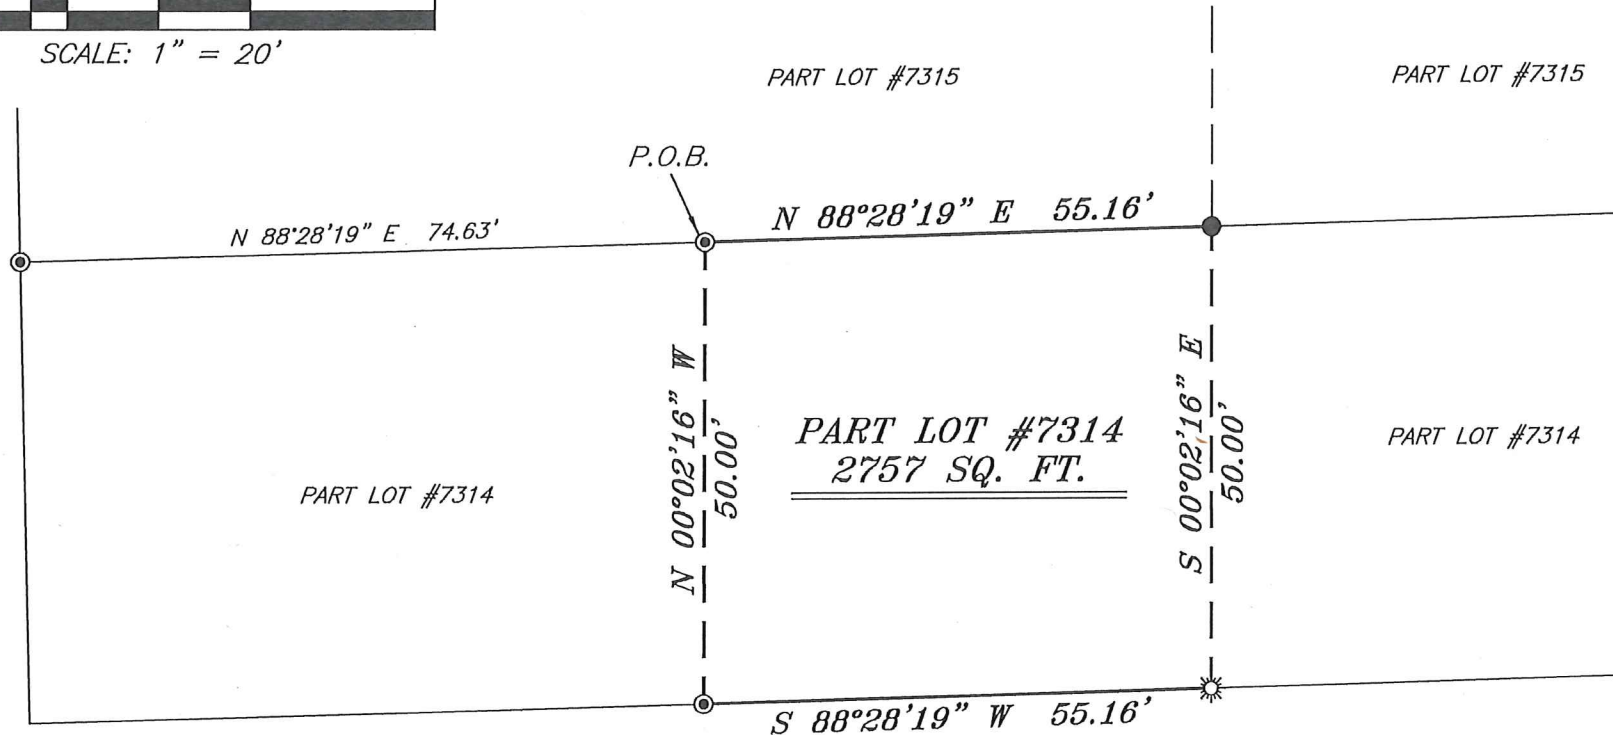 SCALE: 1" = 20'
PART LOT #7315
PART LOT #7315
P.O.B.
N 88°28'19" E 74.63'
N 88°28'19" E 55.16'
N 00°02'16" W
50.00'
S 00°02'16" E
50.00'
PART LOT #7314
2757 SQ. FT.
PART LOT #7314
PART LOT #7314
S 88°28'19" W 55.16'